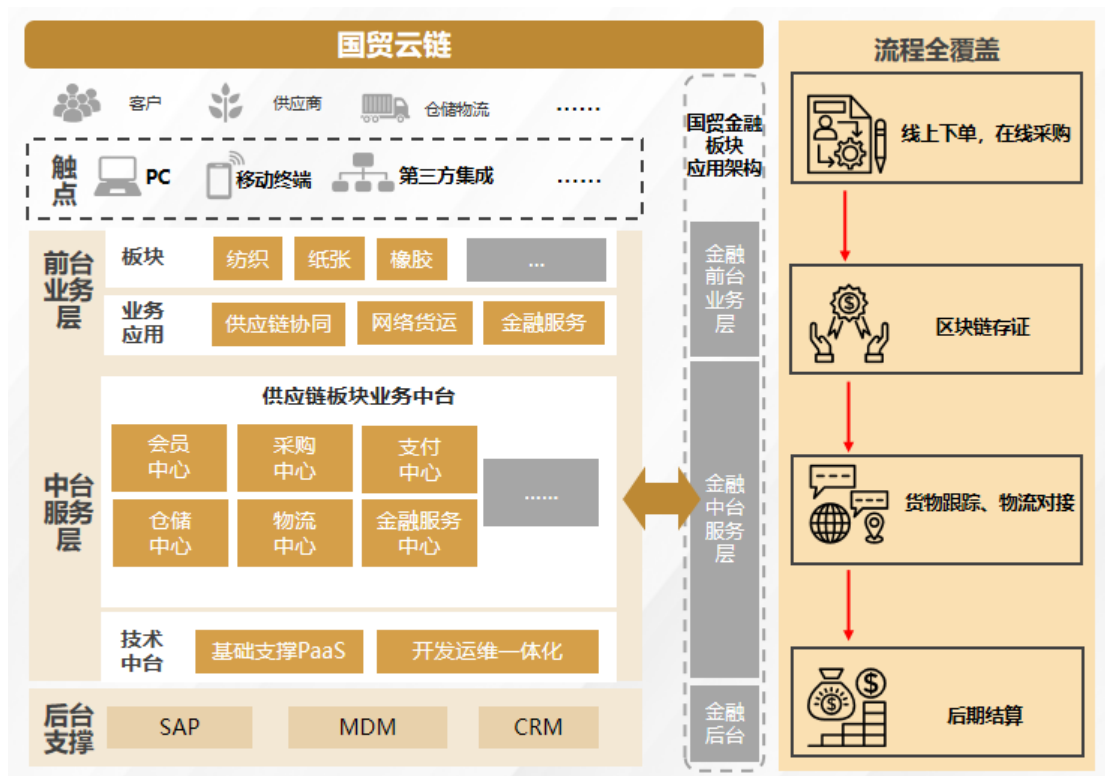 国贸云链
客户
供应商
仓储物流
......
触
点
PC
移动终端
第三方集成
......
前台
业务
层
板块
纺织
纸张
橡胶
...
业务
应用
供应链协同
网络货运
金融服务
中台
服务
层
供应链板块业务中台
会员
中心
采购
中心
支付
中心
......
仓储
中心
物流
中心
金融服务
中心
技术
中台
基础支撑PaaS
开发运维一体化
后台
支撑
SAP
MDM
CRM
国贸金融
板块
应用架构
金融
前台
业务
层
金融
中台
服务
层
金融
后台
流程全覆盖
线上下单，在线采购
区块链存证
货物跟踪、物流对接
后期结算